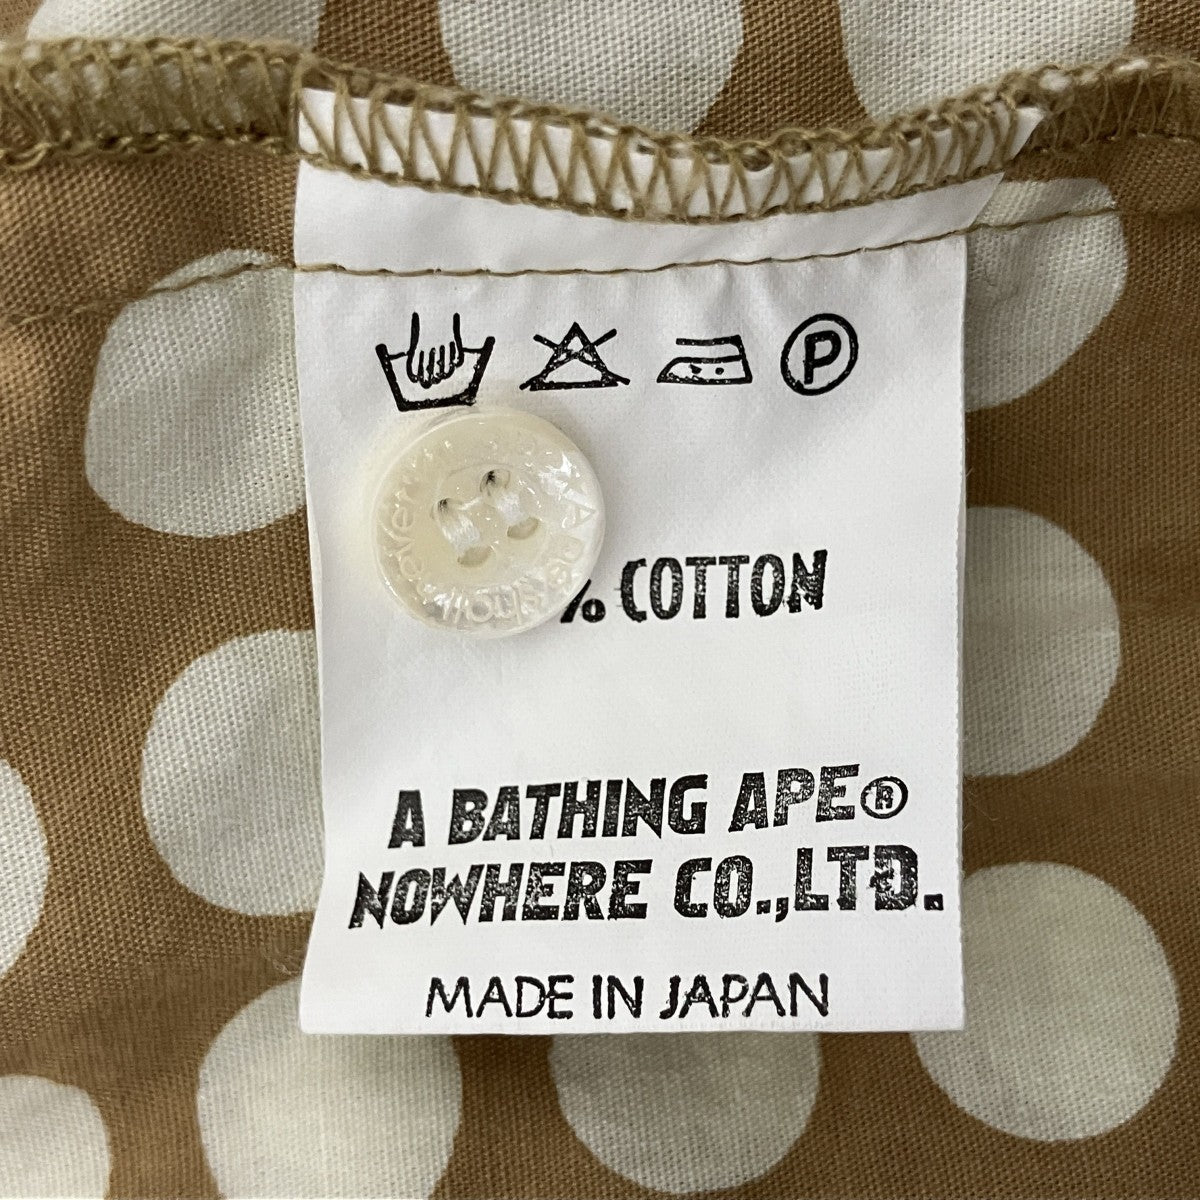 P
% COTTON
A BATHING APE®
NOWHERE CO.,LTD.
MADE IN JAPAN